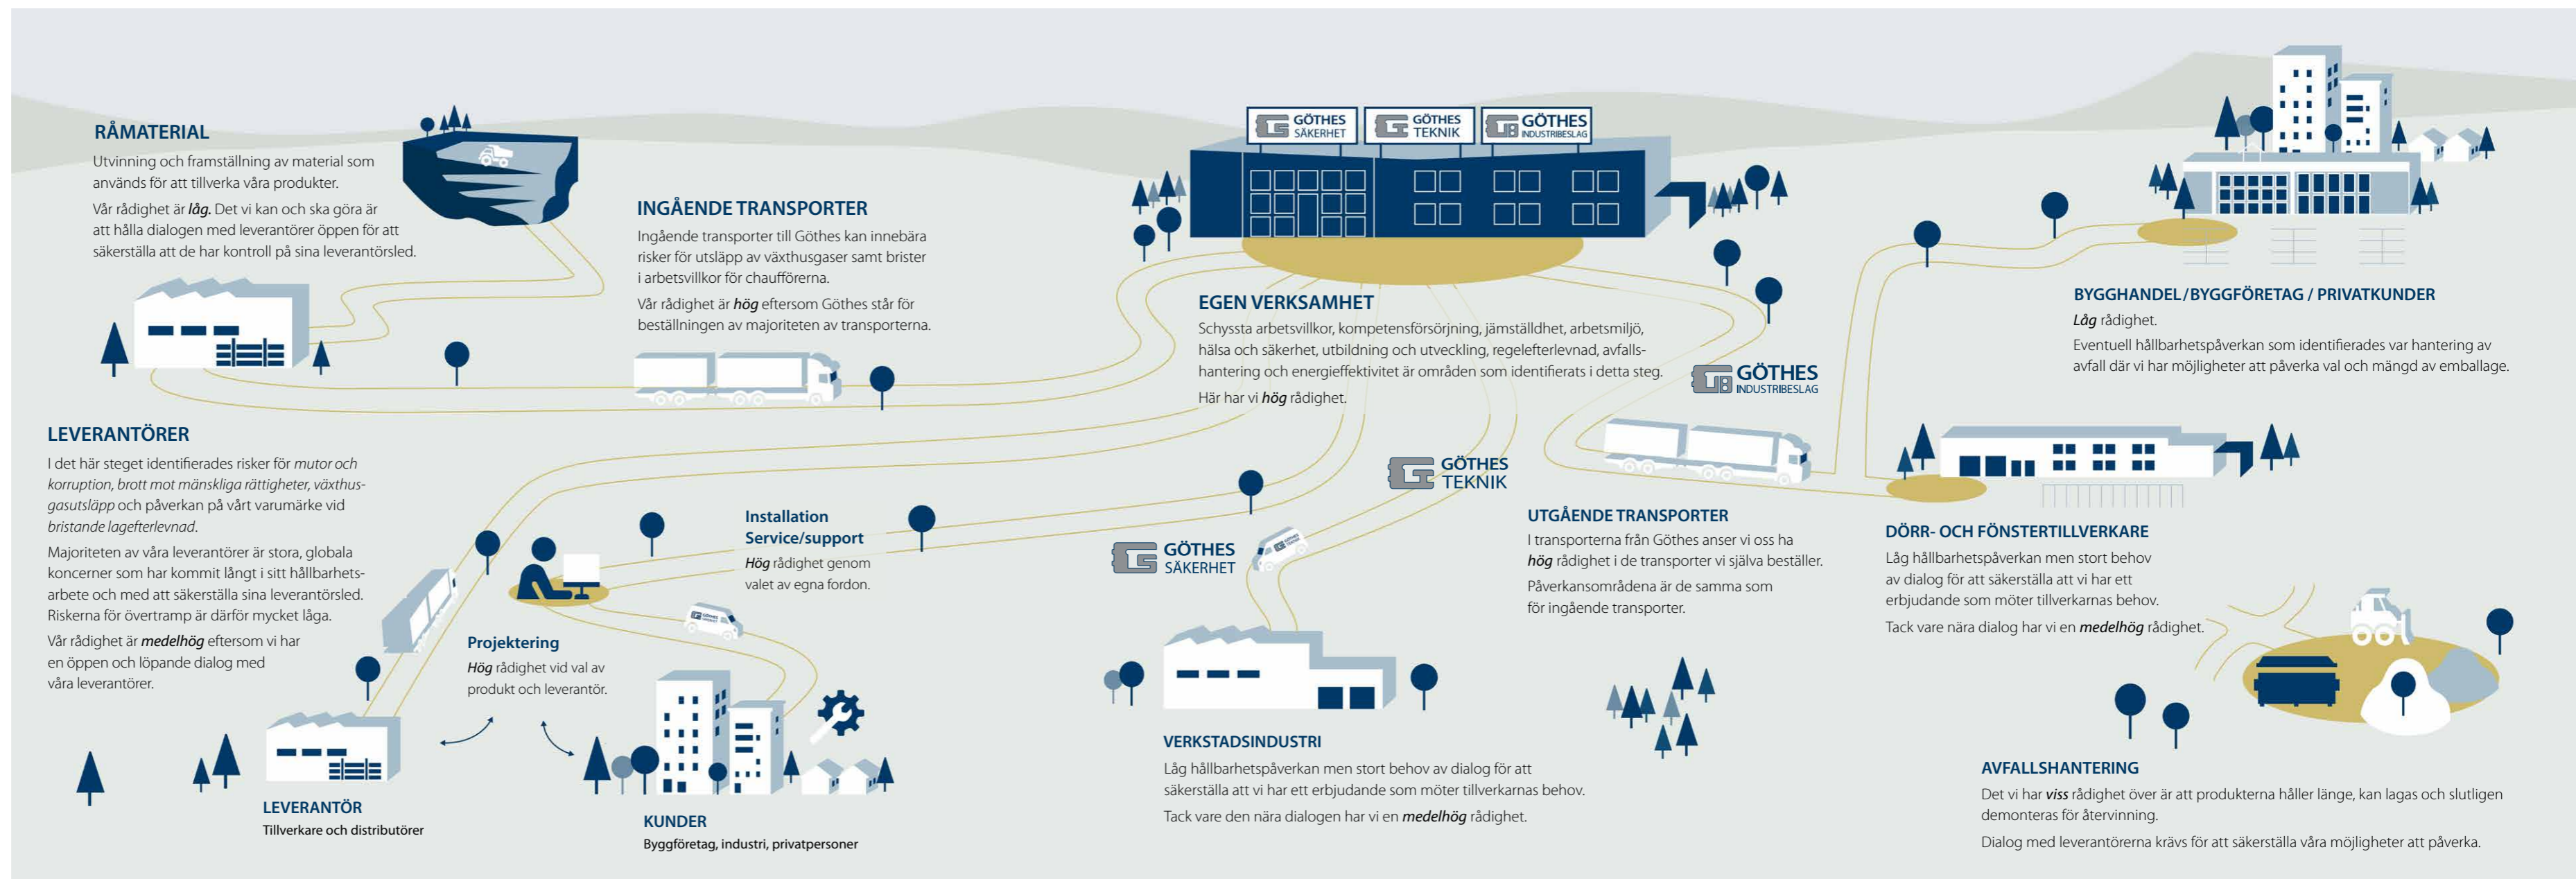 RÅMATERIAL
Utvinning och framställning av material som
används för att tillverka våra produkter.
Vår rådighet är låg. Det vi kan och ska göra är
att hålla dialogen med leverantörer öppen för att
säkerställa att de har kontroll på sina leverantörsled.
INGÅENDE TRANSPORTER
Ingående transporter till Göthes kan innebära
risker för utsläpp av växthusgaser samt brister
i arbetsvillkor för chaufförerna.
Vår rådighet är hög eftersom Göthes står för
beställningen av majoriteten av transporterna.
GÖTHES
SÄKERHET
GÖTHES
TEKNIK
GÖTHES
INDUSTRIBESLAG
EGEN VERKSAMHET
Schyssta arbetsvillkor, kompetensförsörjning, jämställdhet, arbetsmiljö,
hälsa och säkerhet, utbildning och utveckling, regelefterlevnad, avfalls-
hantering och energieffektivitet är områden som identifierats i detta steg.
Här har vi hög rådighet.
BYGGHANDEL/BYGGFÖRETAG / PRIVATKUNDER
Låg rådighet.
Eventuell hållbarhetspåverkan som identifierades var hantering av
avfall där vi har möjligheter att påverka val och mängd av emballage.
GÖTHES
INDUSTRIBESLAG
LEVERANTÖRER
I det här steget identifierades risker för mutor och
korruption, brott mot mänskliga rättigheter, växthus-
gasutsläpp och påverkan på vårt varumärke vid
bristande lagefterlevnad.
Majoriteten av våra leverantörer är stora, globala
koncerner som har kommit långt i sitt hållbarhets-
arbete och med att säkerställa sina leverantörsled.
Riskerna för övertramp är därför mycket låga.
Vår rådighet är medelhög eftersom vi har
en öppen och löpande dialog med
våra leverantörer.
Installation
Service/support
Hög rådighet genom
valet av egna fordon.
Projektering
Hög rådighet vid val av
produkt och leverantör.
LEVERANTÖR
Tillverkare och distributörer
KUNDER
Byggföretag, industri, privatpersoner
GÖTHES
TEKNIK
GÖTHES
SÄKERHET
VERKSTADSINDUSTRI
Låg hållbarhetspåverkan men stort behov av dialog för att
säkerställa att vi har ett erbjudande som möter tillverkarnas behov.
Tack vare den nära dialogen har vi en medelhög rådighet.
UTGÅENDE TRANSPORTER
I transporterna från Göthes anser vi oss ha
hög rådighet i de transporter vi själva beställer.
Påverkansområdena är de samma som
för ingående transporter.
DÖRR- OCH FÖNSTERTILLVERKARE
Låg hållbarhetspåverkan men stort behov
av dialog för att säkerställa att vi har ett
erbjudande som möter tillverkarnas behov.
Tack vare nära dialog har vi en medelhög rådighet.
AVFALLSHANTERING
Det vi har viss rådighet över är att produkterna håller länge, kan lagas och slutligen
demonteras för återvinning.
Dialog med leverantörerna krävs för att säkerställa våra möjligheter att påverka.